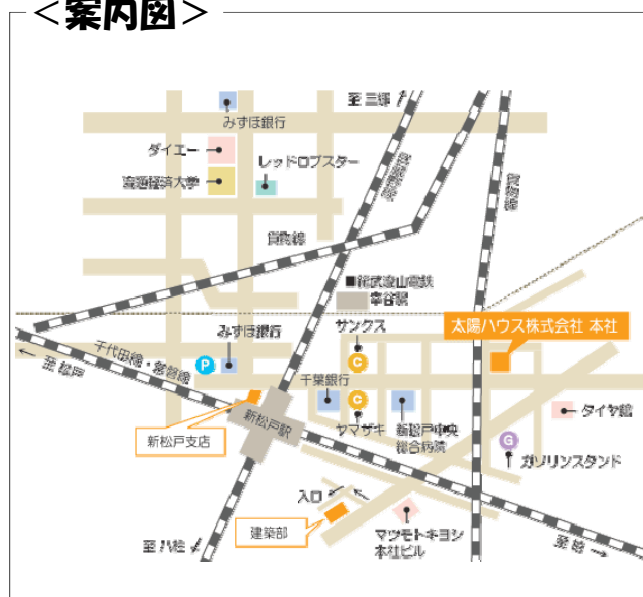 ＜案内図＞
至 三郷
みずほ銀行
ダイエー
レッドロブスター
流通経済大学
貨物線
■総武流山電鉄
幸谷駅
太陽ハウス株式会社 本社
みずほ銀行
サンクス
千代田線・常磐線
至 松戸
P
C
千葉銀行
C
新松戸駅
ヤマザキ
新松戸中央
総合病院
タイヤ館
新松戸支店
G
ガソリンスタンド
入口
建築部
マツモトキヨシ
本社ビル
至 八柱
至 柏